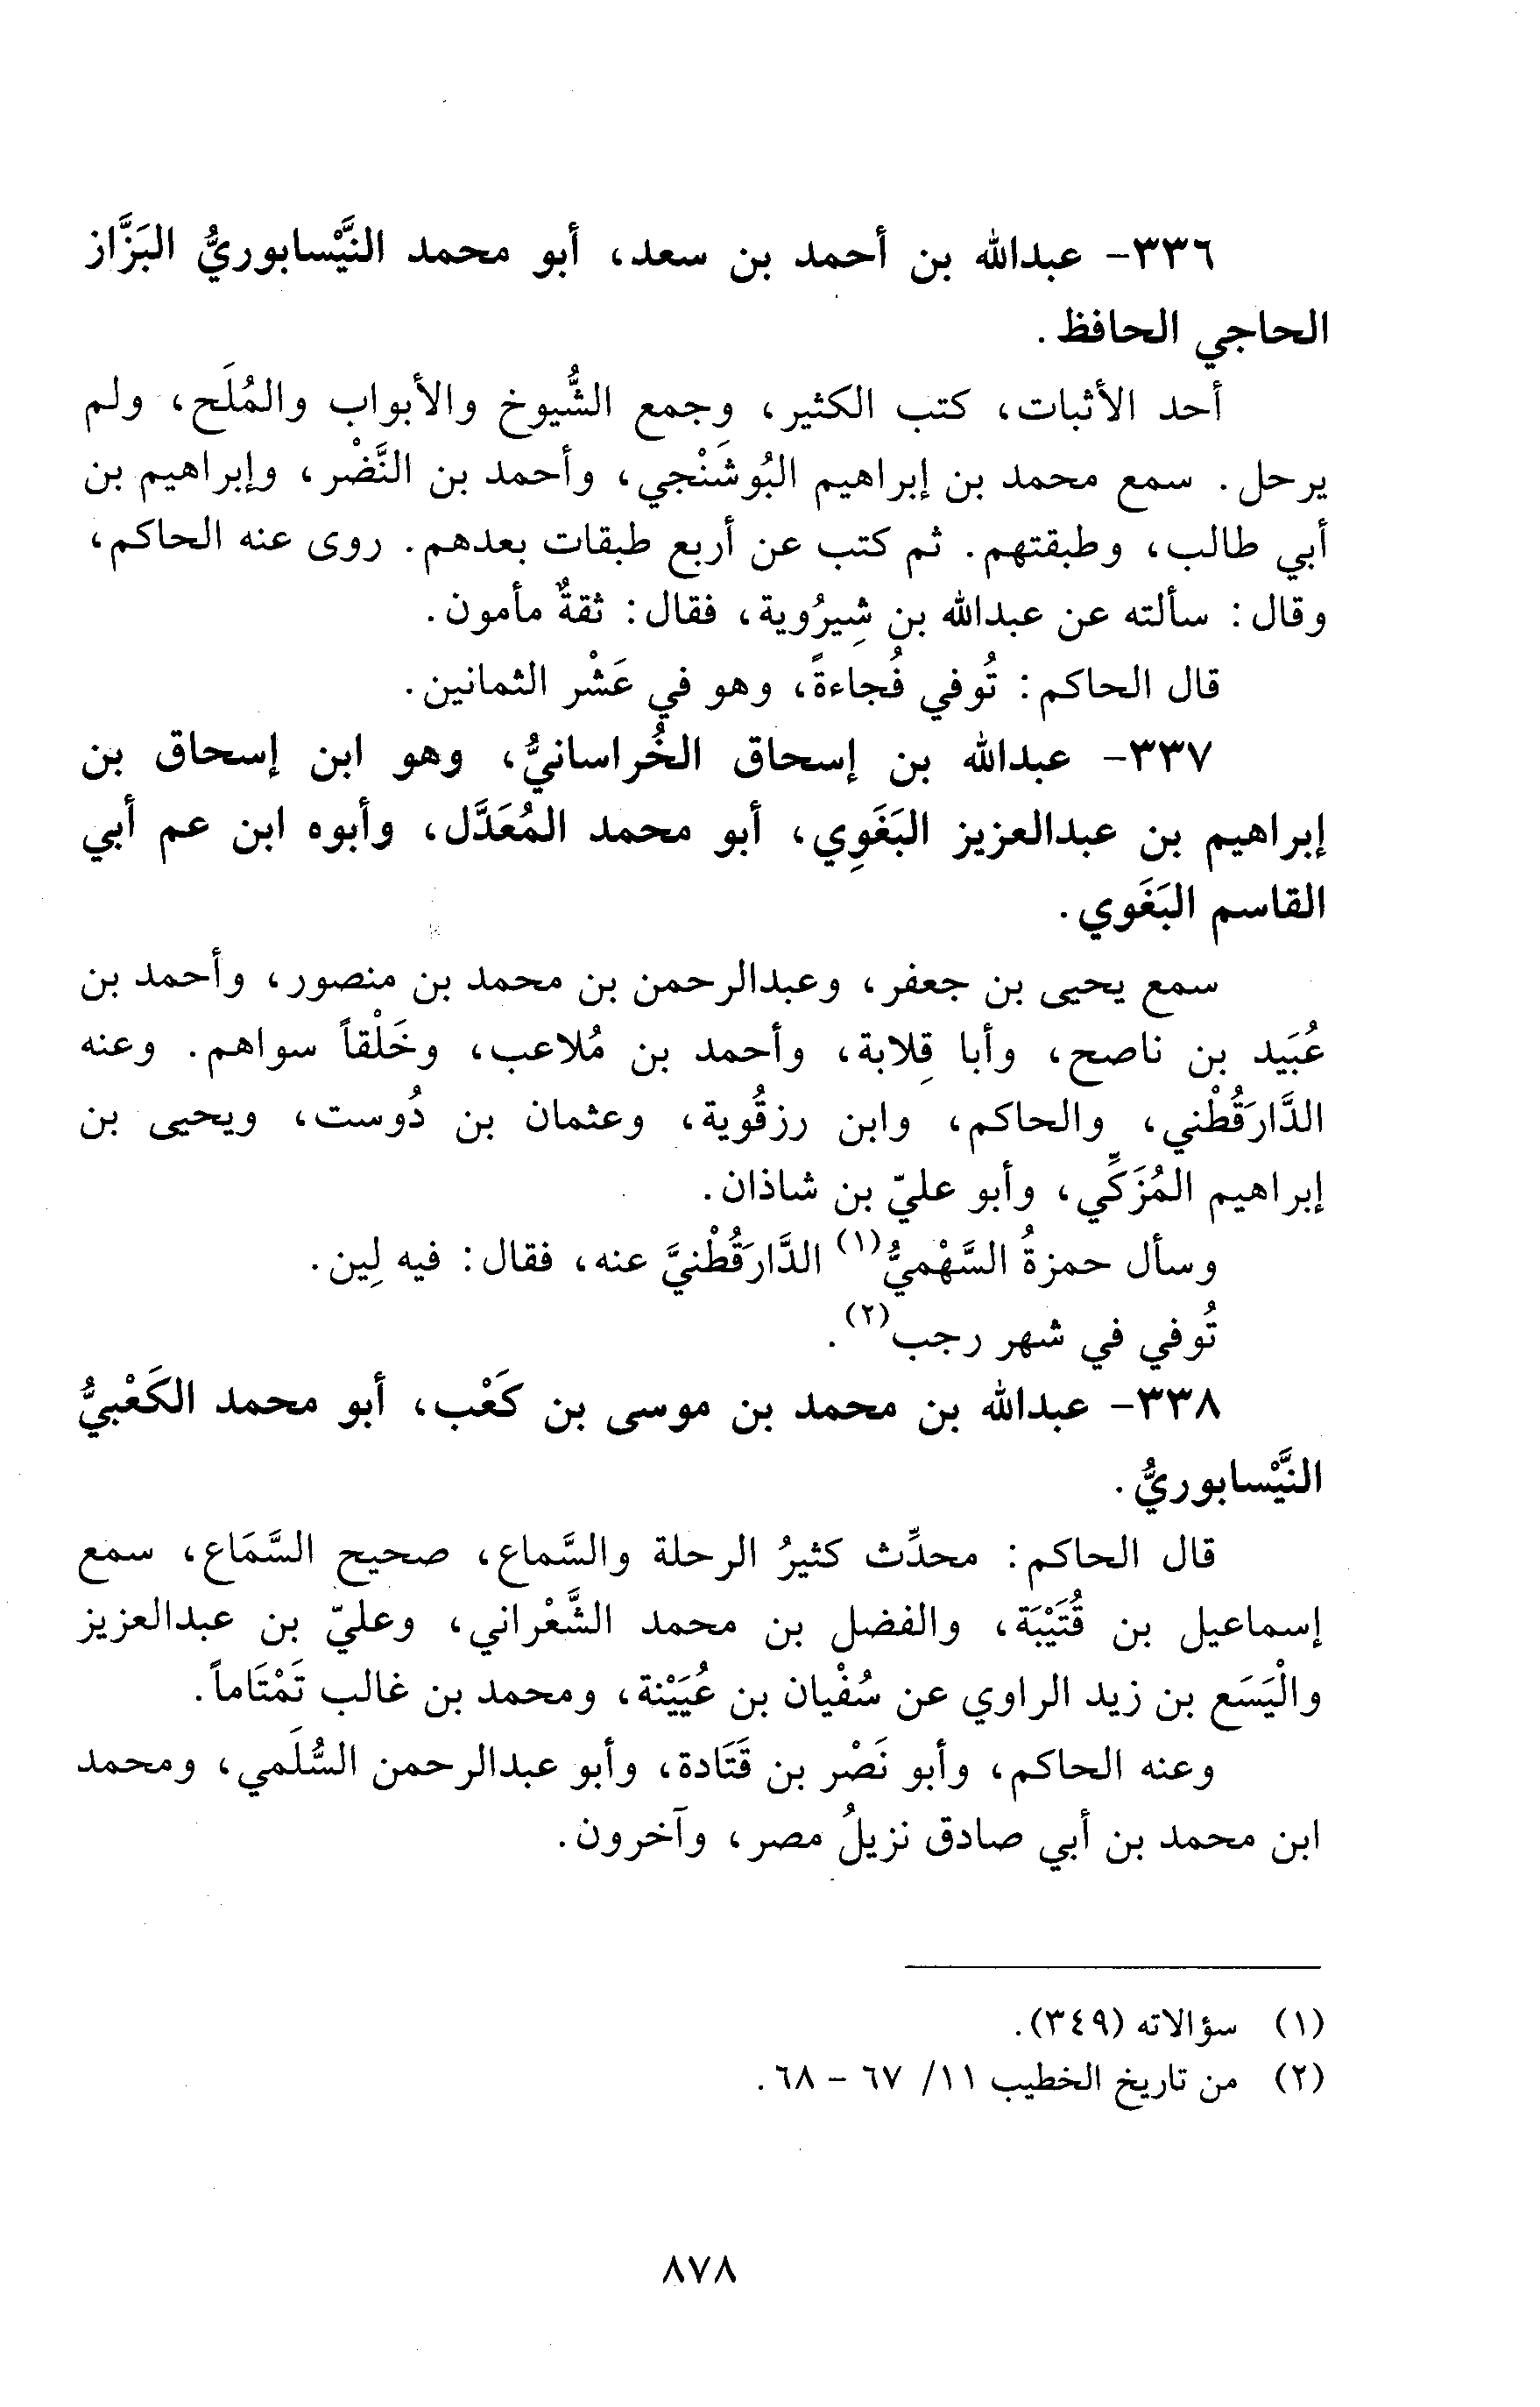 ٣٣٦- عبدالله بن أحمد بن سعد، أبو محمد النَّيْسابوريُّ البَزَّاز
الحاجي الحافظ.
أحد الأثبات، كتب الكثير، وجمع الشُّيوخ والأبواب والمُلَح، ولم
يرحل. سمع محمد بن إبراهيم البُوشَنْجي، وأحمد بن النَّضْر، وإبراهيم بن
أبي طالب، وطبقتهم. ثم كتب عن أربع طبقات بعدهم. روى عنه الحاكم،
وقال: سألته عن عبدالله بن شِيرُوية، فقال: ثقةٌ مأمون.
قال الحاكم: تُوفي فُجاءةً، وهو في عَشْر الثمانين.
٣٣٧- عبدالله بن إسحاق الخُراسانيُّ، وهو ابن إسحاق بن
إبراهيم بن عبدالعزيز البَغَوِي، أبو محمد المُعَدَّل، وأبوه ابن عم أبي
القاسم البَغَوي.
سمع يحيى بن جعفر، وعبدالرحمن بن محمد بن منصور، وأحمد بن
عُبَيد بن ناصح، وأبا قِلابة، وأحمد بن مُلاعب، وخَلْقاً سواهم. وعنه
الدَّارَقُطْني، والحاكم، وابن رزقُوية، وعثمان بن دُوست، ويحيى بن
إبراهيم المُزَكِّي، وأبو عليّ بن شاذان.
وسأل حمزةُ السَّهْميُّ(١) الدَّارَقُطْنيَّ عنه، فقال: فيه لِين.
تُوفي في شهر رجب(٢).
٣٣٨- عبدالله بن محمد بن موسى بن كَعْب، أبو محمد الكَعْبيُّ
النَّيْسابوريُّ.
قال الحاكم: محدِّث كثيرُ الرحلة والسَّماع، صحيح السَّمَاع، سمع
إسماعيل بن قُتَيْبَة، والفضل بن محمد الشَّعْراني، وعليّ بن عبدالعزيز
والْيَسَع بن زيد الراوي عن سُفْيان بن عُيَيْنة، ومحمد بن غالب تَمْتَاماً.
وعنه الحاكم، وأبو نَصْر بن قَتَادة، وأبو عبدالرحمن السُّلَمي، ومحمد
ابن محمد بن أبي صادق نزيلُ مصر، وآخرون.
(١) سؤالاته (٣٤٩).
(٢) من تاريخ الخطيب ١١/ ٦٧ - ٦٨.
٨٧٨